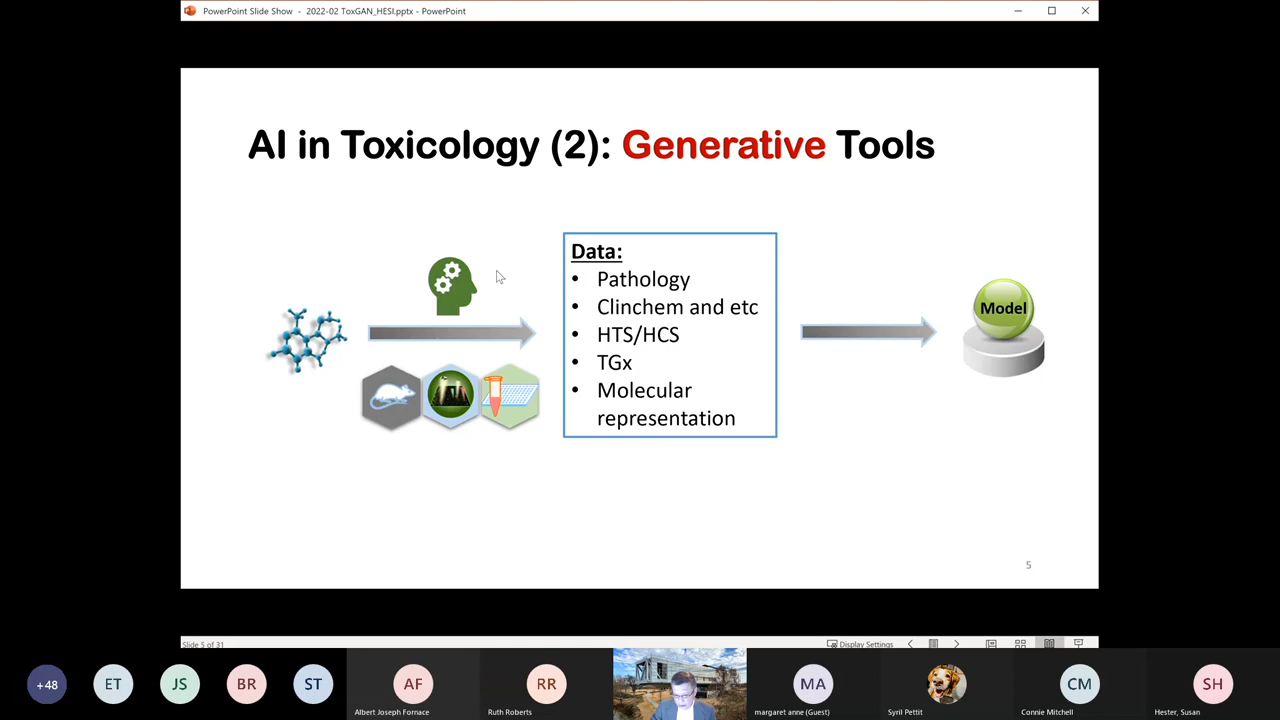 PowerPoint Slide Show - 2022-02 ToxGAN_HESI.pptx - PowerPoint
AI in Toxicology (2): Generative Tools
Data:
• Pathology
• Clinchem and etc
• HTS/HCS
• TGx
• Molecular
representation
Model
5
Slide 5 of 31
Display Settings
+48
ET
JS
BR
ST
AF
RR
MA
CM
SH
Albert Joseph Fornace
Ruth Roberts
margaret anne (Guest)
Syril Pettit
Connie Mitchell
Hester, Susan